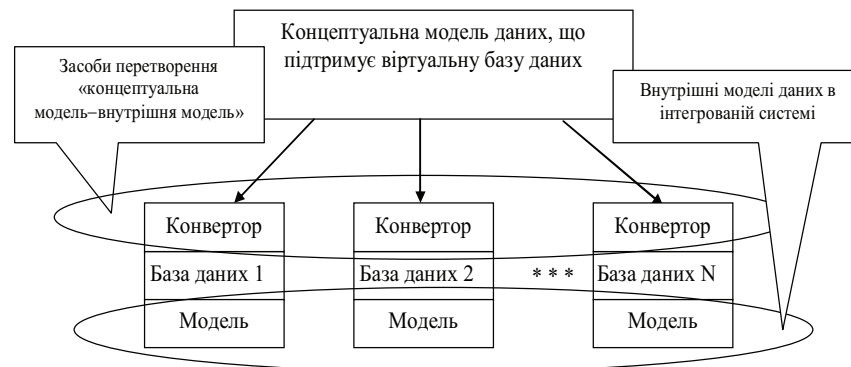 Концептуальна модель даних, що
підтримує віртуальну базу даних
Засоби перетворення
«концептуальна
модель–внутрішня модель»
Внутрішні моделі даних в
інтегрованій системі
Конвертор
Конвертор
Конвертор
База даних 1
База даних 2
* * *
База даних N
Модель
Модель
Модель